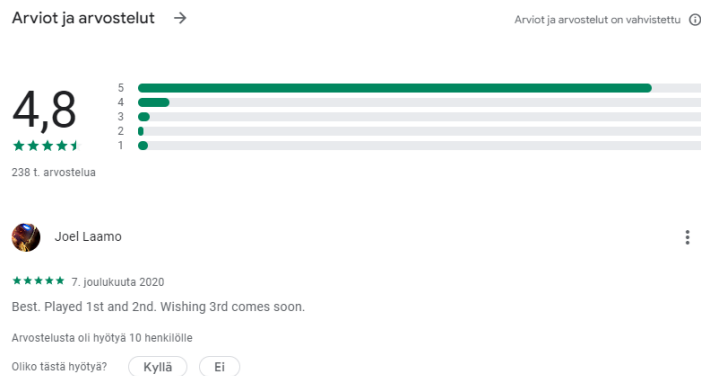 Arviot ja arvostelut
Arviot ja arvostelut on vahvistettu
4,8
5
4
3
2
1
238 t. arvostelua
Joel Laamo
7. joulukuuta 2020
Best. Played 1st and 2nd. Wishing 3rd comes soon.
Arvostelusta oli hyötyä 10 henkilölle
Oliko tästä hyötyä? Kyllä Ei